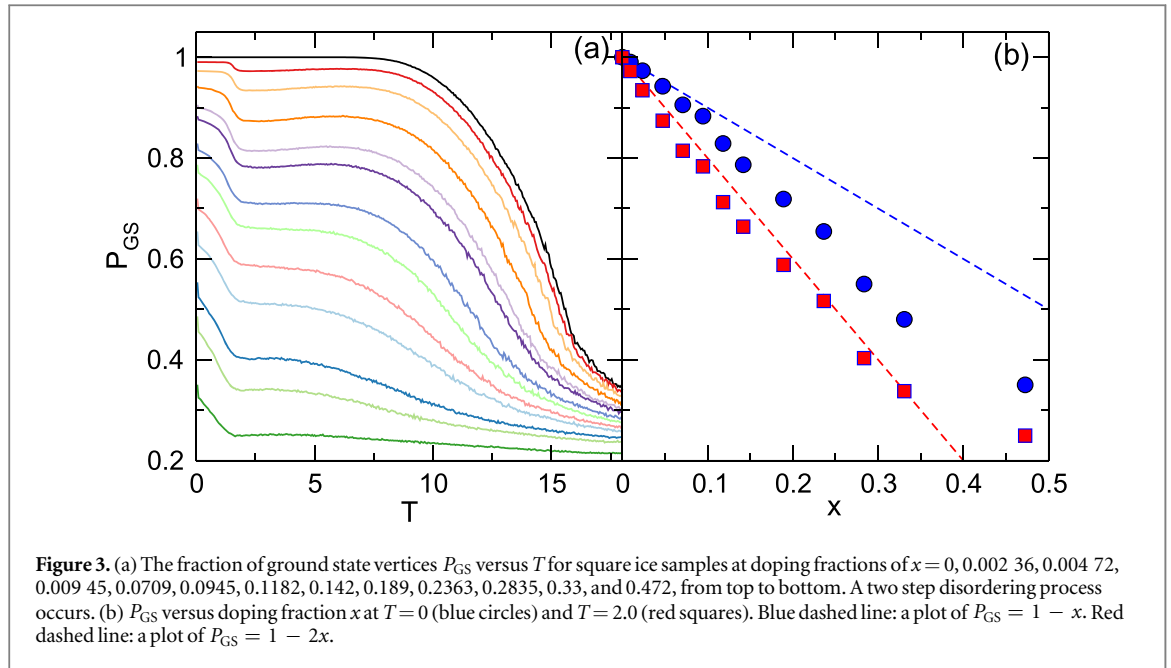 (a)
(b)
1
0.8
0.6
0.4
0.2
P_GS
0 5 10 15
T
0 0.1 0.2 0.3 0.4 0.5
x
Figure 3. (a) The fraction of ground state vertices P_GS versus T for square ice samples at doping fractions of x = 0, 0.002 36, 0.004 72,
0.009 45, 0.0709, 0.0945, 0.1182, 0.142, 0.189, 0.2363, 0.2835, 0.33, and 0.472, from top to bottom. A two step disordering process
occurs. (b) P_GS versus doping fraction x at T = 0 (blue circles) and T = 2.0 (red squares). Blue dashed line: a plot of P_GS = 1 − x. Red
dashed line: a plot of P_GS = 1 − 2x.